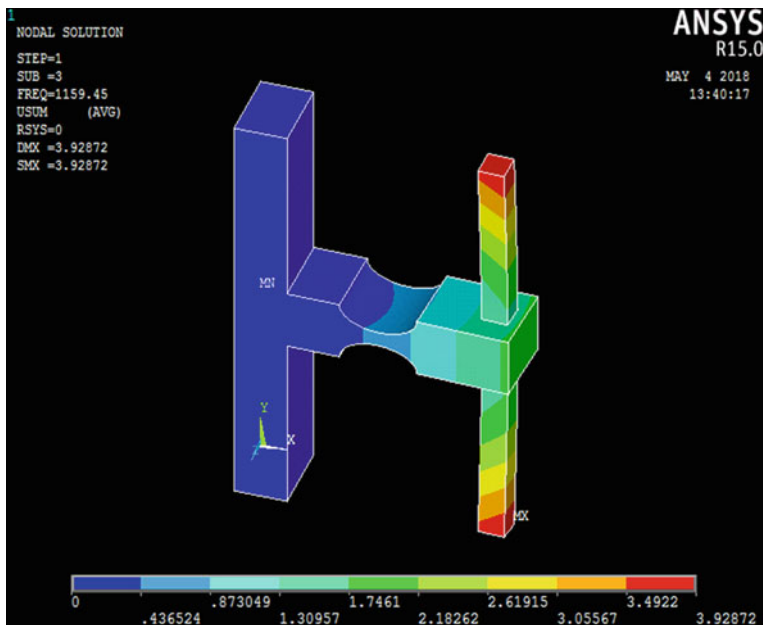 1
NODAL SOLUTION
STEP=1
SUB =3
FREQ=1159.45
USUM (AVG)
RSYS=0
DMX =3.92872
SMX =3.92872
ANSYS
R15.0
MAY 4 2018
13:40:17
MN
Y
X
Z
MX
0 .873049 1.7461 2.61915 3.4922
.436524 1.30957 2.18262 3.05567 3.92872